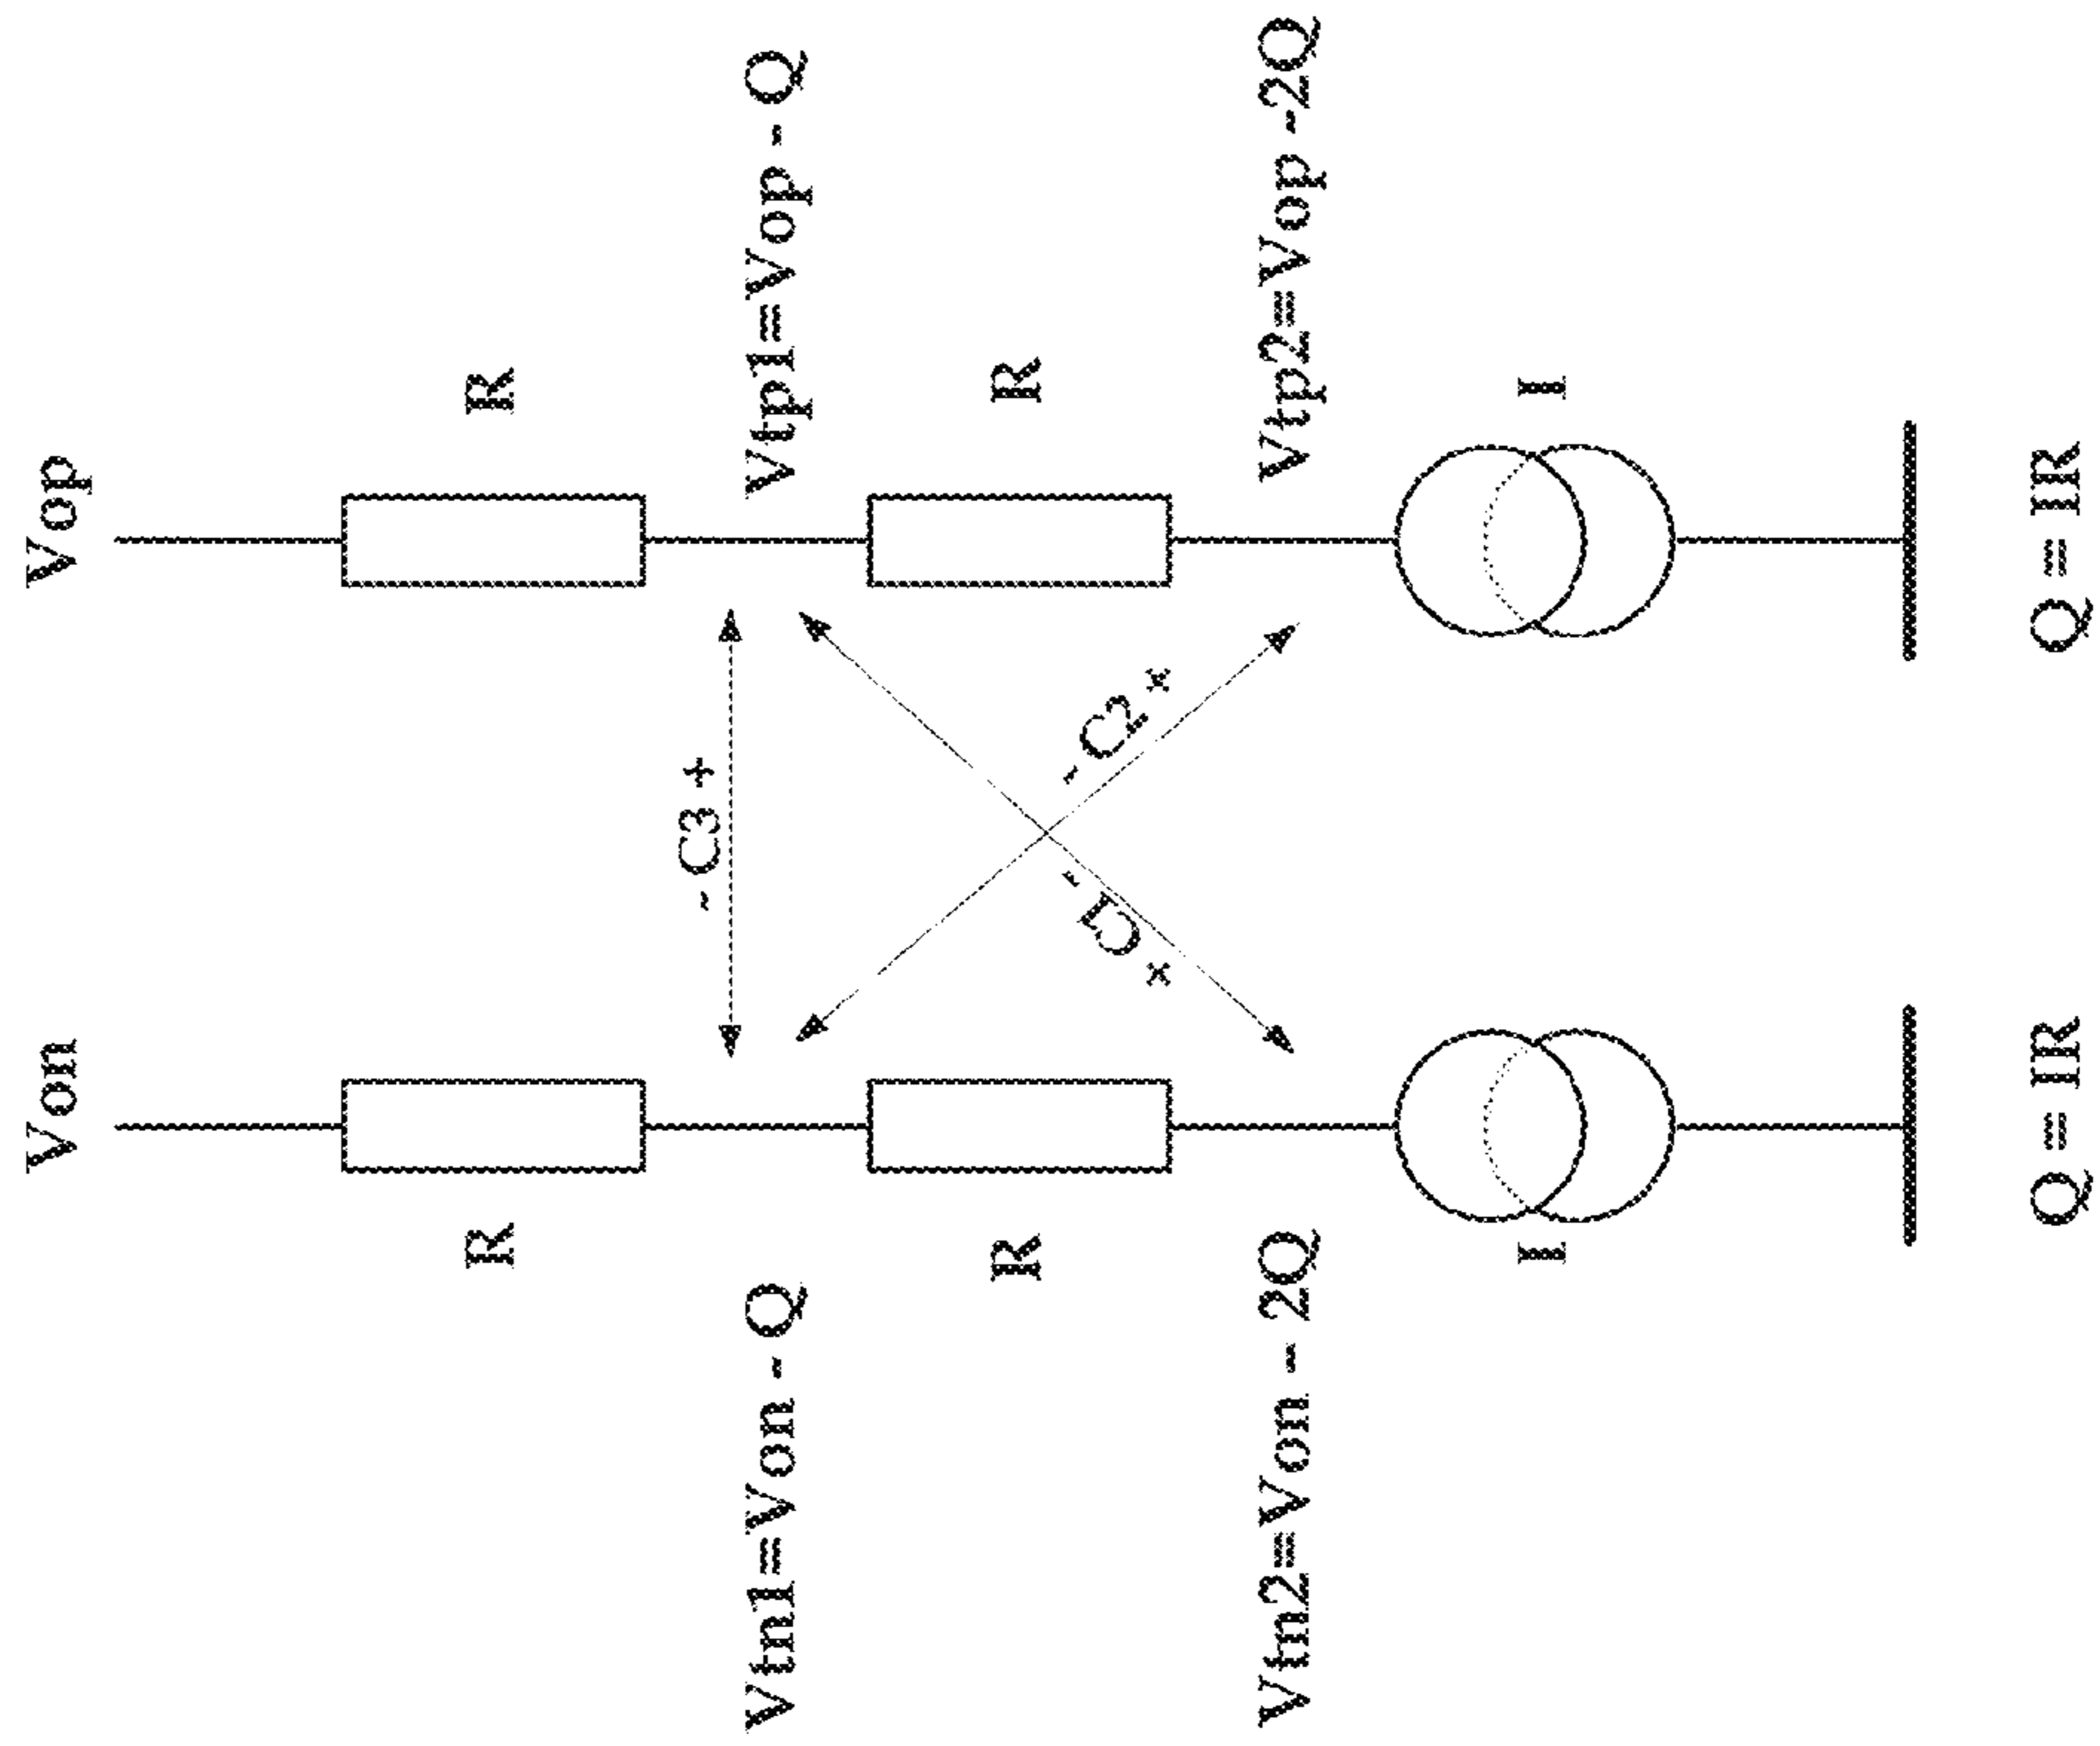 Von
Vop
R
R
- C3 +
Vtn1=Von - Q
Vtp1=Vop - Q
R
R
- C1 +
- C2 +
Vtn2=Von - 2Q
Vtp2=Vop -2Q
I
I
Q = IR
Q = IR